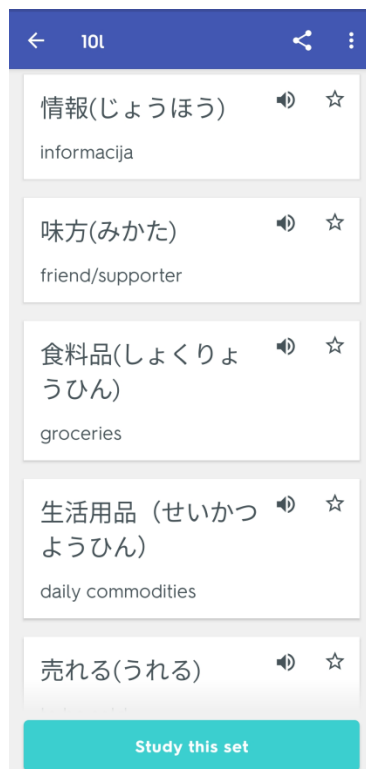 10l
情報(じょうほう)
informacija
味方(みかた)
friend/supporter
食料品(しょくりょ
うひん)
groceries
生活用品（せいかつ
ようひん）
daily commodities
売れる(うれる)
Study this set